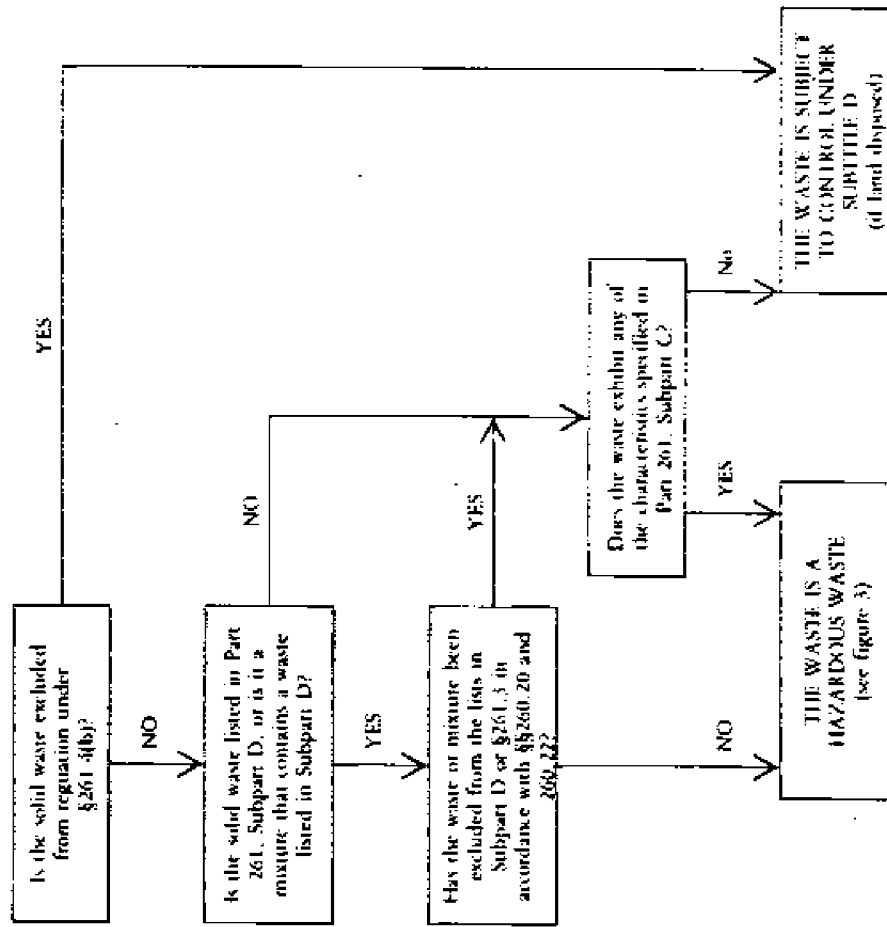 Is the solid waste excluded
from reguation under
§261.4(b)?
YES
NO
Is the solid waste listed in Part
261, Subpart D, or is it a
mixture that contains a waste
listed in Subpart D?
NO
YES
Has the waste or mixture been
excluded from the lists in
Subpart D or §261.3 in
accordance with §§260.20 and
260.22?
YES
NO
Does the waste exhibit any of
the characteristics specified in
Part 261, Subpart C?
YES
No
THE WASTE IS A
HAZARDOUS WASTE
(see figure 3)
THE WASTE IS SUBJECT
TO CONTROL UNDER
SUBTITLE D
(if land disposed)